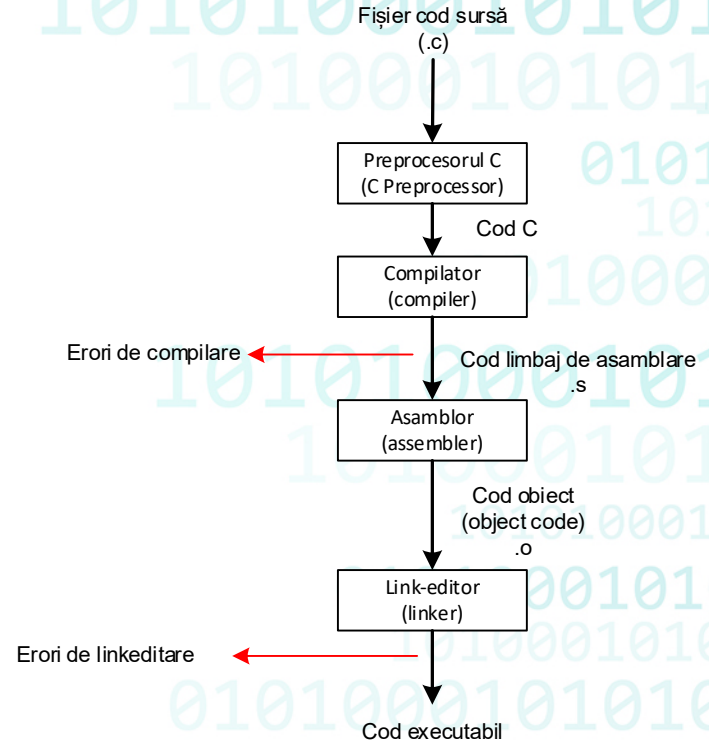 Fișier cod sursă
(.c)
Preprocesorul C
(C Preprocessor)
Cod C
Compilator
(compiler)
Erori de compilare
Cod limbaj de asamblare
.s
Asamblor
(assembler)
Cod obiect
(object code)
.o
Link-editor
(linker)
Erori de linkeditare
Cod executabil